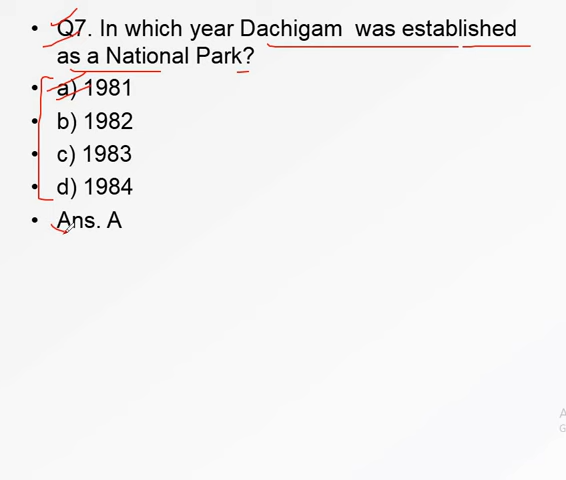 • Q7. In which year Dachigam was established
as a National Park?
• a) 1981
• b) 1982
• c) 1983
• d) 1984
• Ans. A